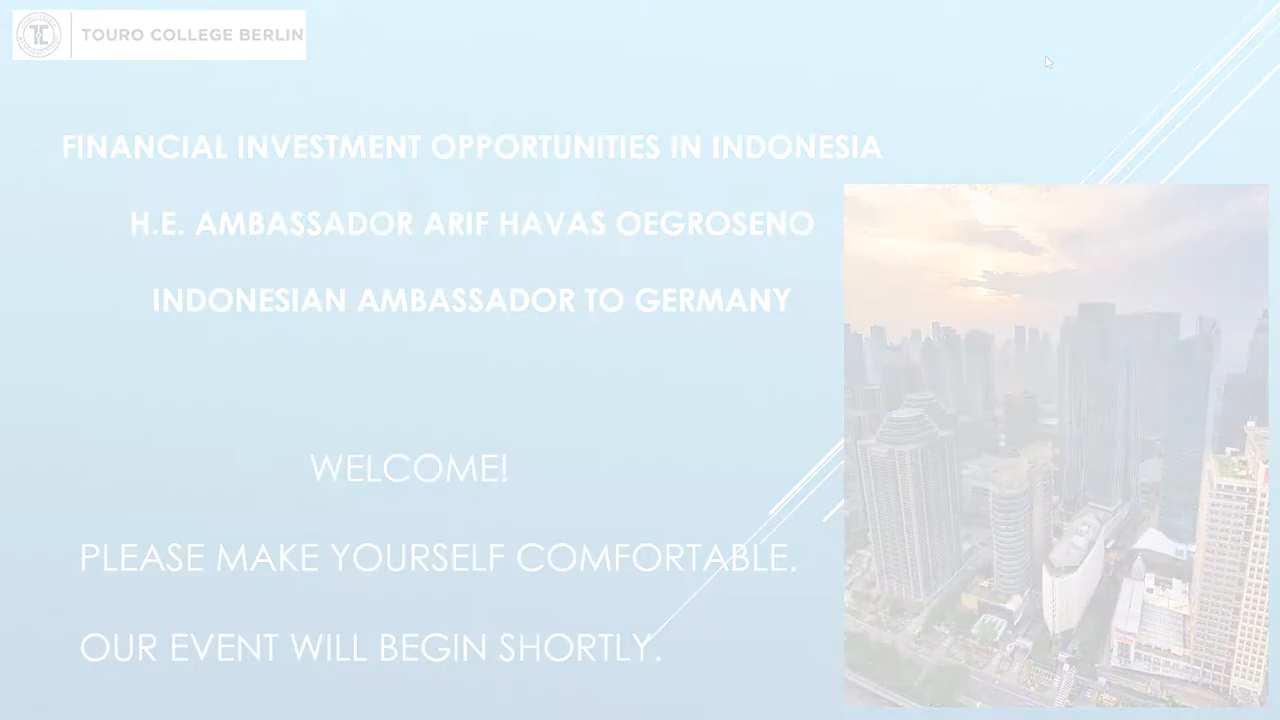 TOURO COLLEGE BERLIN
FINANCIAL INVESTMENT OPPORTUNITIES IN INDONESIA
H.E. AMBASSADOR ARIF HAVAS OEGROSENO
INDONESIAN AMBASSADOR TO GERMANY
WELCOME!
PLEASE MAKE YOURSELF COMFORTABLE.
OUR EVENT WILL BEGIN SHORTLY.